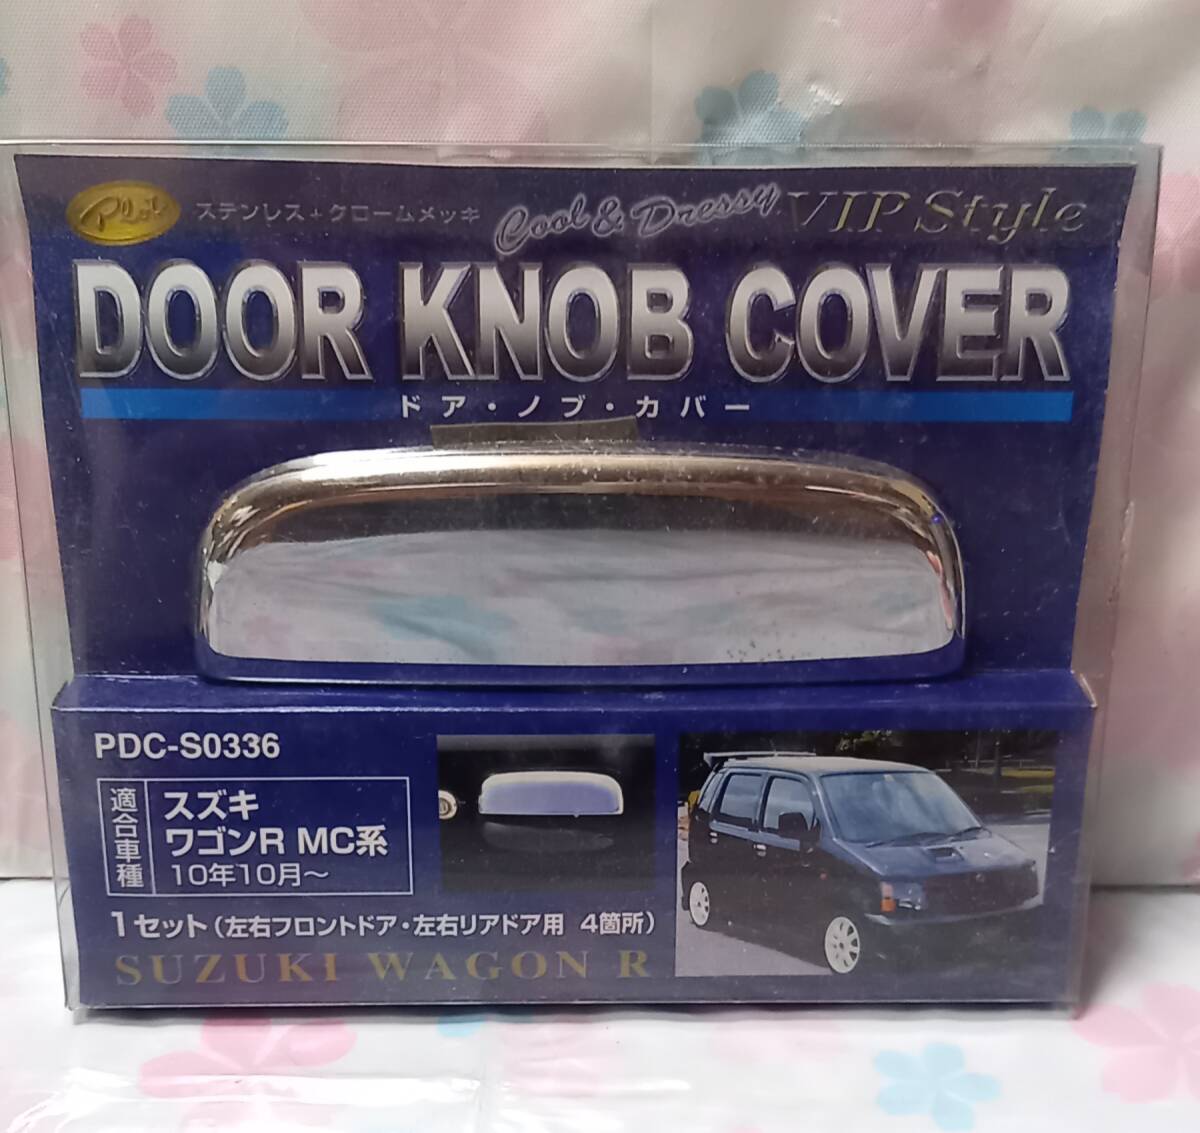 Pilot
ステンレス+クロームメッキ
Cool & Dressy
VIP Style
DOOR KNOB COVER
ドア・ノブ・カバー
PDC-S0336
適合車種
スズキ
ワゴンR MC系
10年10月～
1セット(左右フロントドア・左右リアドア用 4箇所)
SUZUKI WAGON R